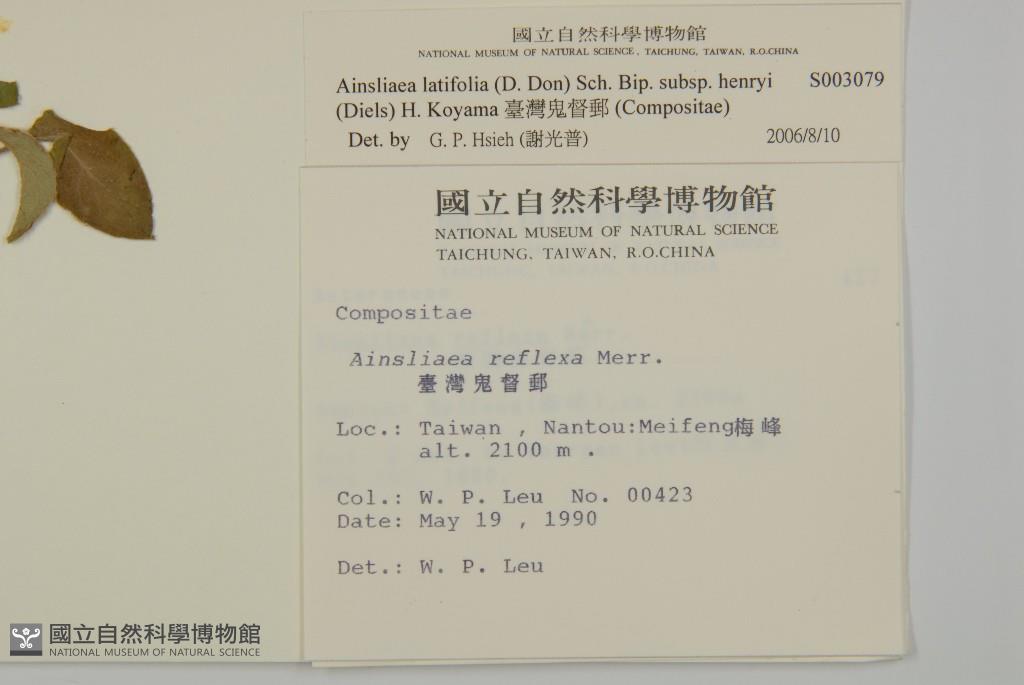 國立自然科學博物館
NATIONAL MUSEUM OF NATURAL SCIENCE, TAICHUNG, TAIWAN, R.O.CHINA
Ainsliaea latifolia (D. Don) Sch. Bip. subsp. henryi S003079
(Diels) H. Koyama 臺灣鬼督郵 (Compositae)
Det. by G. P. Hsieh (謝光普) 2006/8/10
國立自然科學博物館
NATIONAL MUSEUM OF NATURAL SCIENCE
TAICHUNG, TAIWAN, R.O.CHINA
Compositae
Ainsliaea reflexa Merr.
臺灣鬼督郵
Loc.: Taiwan , Nantou:Meifeng梅峰
alt. 2100 m .
Col.: W. P. Leu No. 00423
Date: May 19 , 1990
Det.: W. P. Leu
國立自然科學博物館
NATIONAL MUSEUM OF NATURAL SCIENCE